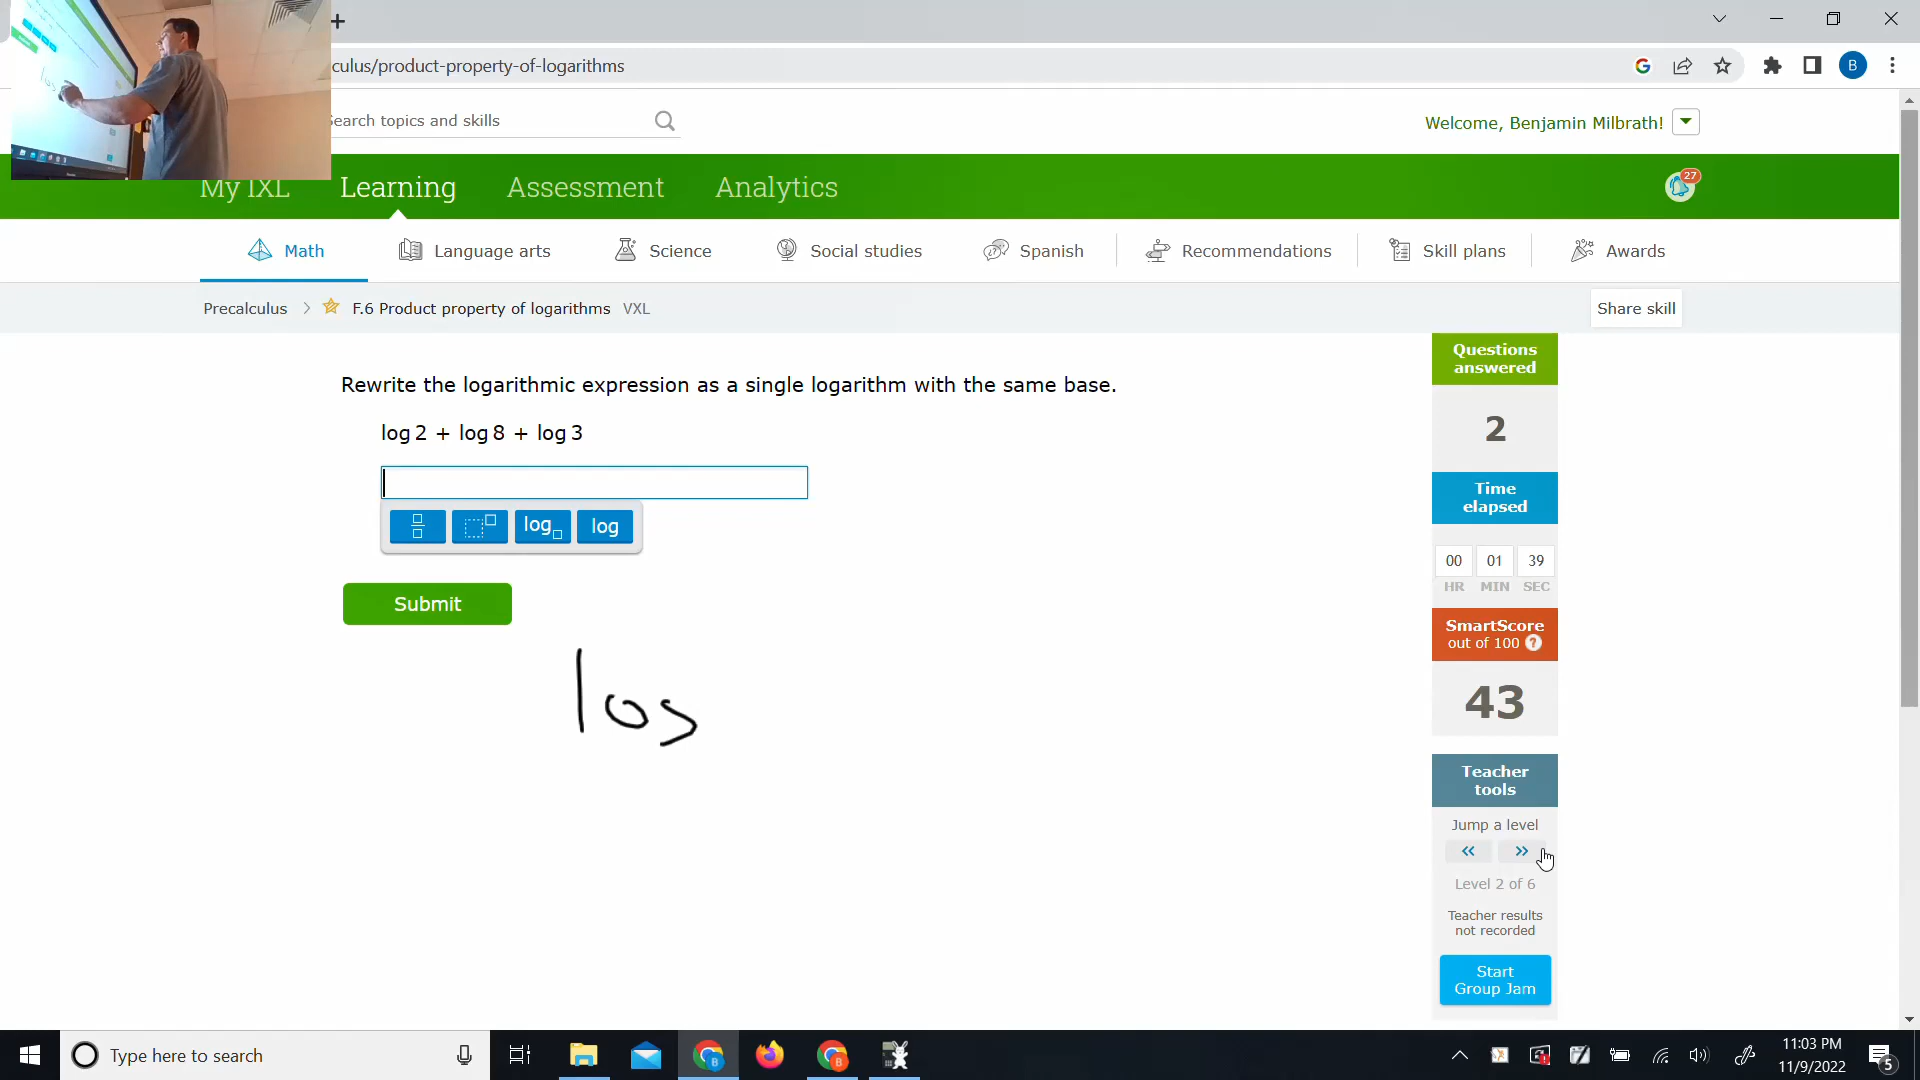 culus/product-property-of-logarithms
B
Search topics and skills
Welcome, Benjamin Milbrath!
My IXL Learning Assessment Analytics
27
Math Language arts Science Social studies Spanish Recommendations Skill plans Awards
Precalculus F.6 Product property of logarithms VXL
Share skill
Questions answered
2
Rewrite the logarithmic expression as a single logarithm with the same base.
log 2 + log 8 + log 3
log log
Submit
log
Time elapsed
00 01 39
HR MIN SEC
SmartScore
out of 100 ?
43
Teacher tools
Jump a level
« »
Level 2 of 6
Teacher results
not recorded
Start
Group Jam
Type here to search
11:03 PM
11/9/2022
5